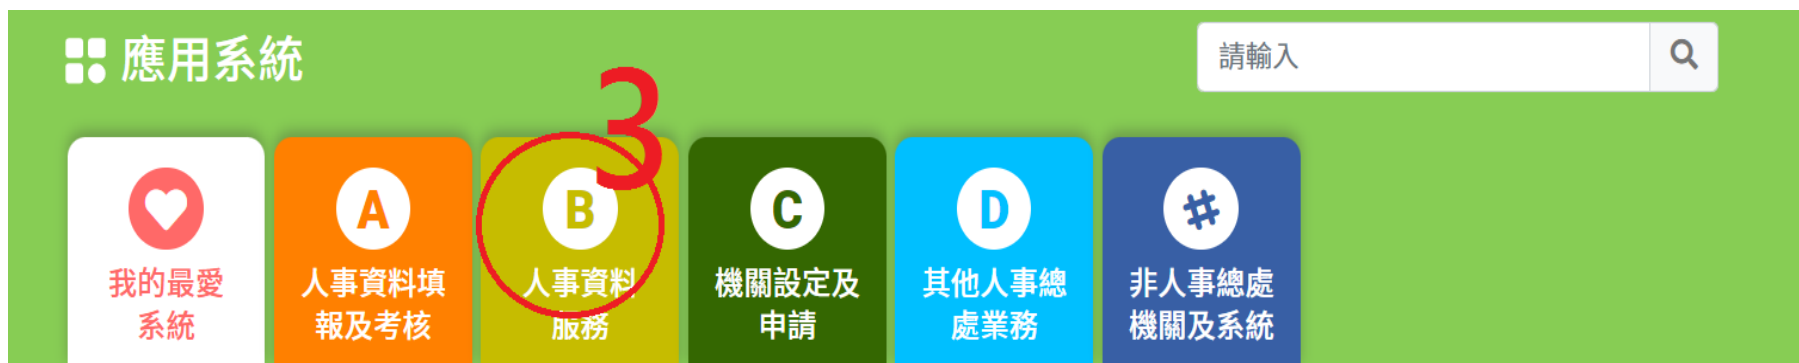 應用系統
請輸入
3
A
B
C
D
#
我的最愛
系統
人事資料填
報及考核
人事資料
服務
機關設定及
申請
其他人事總
處業務
非人事總處
機關及系統